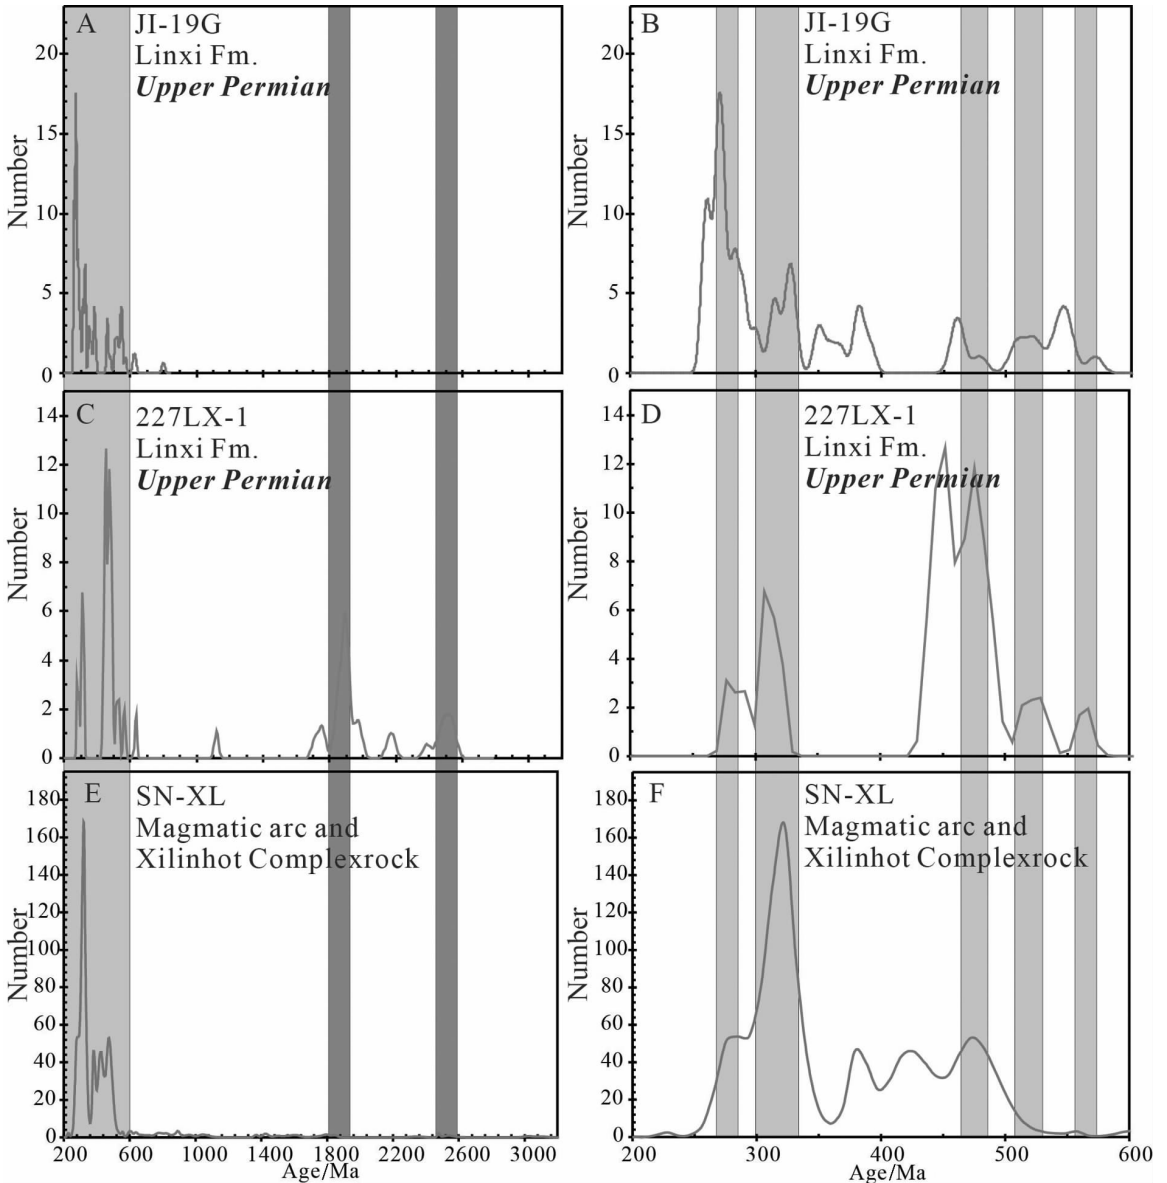 A
JI-19G
Linxi Fm.
Upper Permian
Number
20
15
10
5
0
B
JI-19G
Linxi Fm.
Upper Permian
Number
20
15
10
5
0
200 300 400 500 600
C
227LX-1
Linxi Fm.
Upper Permian
Number
14
12
10
8
6
4
2
0
D
227LX-1
Linxi Fm.
Upper Permian
Number
14
12
10
8
6
4
2
0
E
SN-XL
Magmatic arc and
Xilinhot Complexrock
Number
180
160
140
120
100
80
60
40
20
0
200 600 1000 1400 1800 2200 2600 3000
Age/Ma
F
SN-XL
Magmatic arc and
Xilinhot Complexrock
Number
180
160
140
120
100
80
60
40
20
0
200 300 400 500 600
Age/Ma